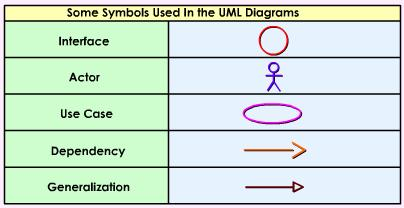 Some Symbols Used In the UML Diagrams
Interface
Actor
Use Case
Dependency
Generalization